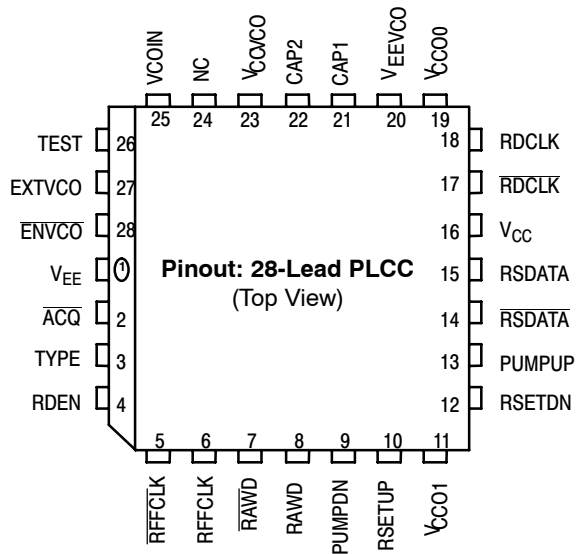 VCOIN
NC
VCCVCO
CAP2
CAP1
VEEVCO
VCCO0
25 24 23 22 21 20 19
TEST 26
EXTVCO 27
ENVCO 28
VEE 1
ACQ 2
TYPE 3
RDEN 4
Pinout: 28-Lead PLCC
(Top View)
18 RDCLK
17 RDCLK
16 VCC
15 RSDATA
14 RSDATA
13 PUMPUP
12 RSETDN
5 6 7 8 9 10 11
RFFCLK
RFFCLK
RAWD
RAWD
PUMPDN
RSETUP
VCCO1